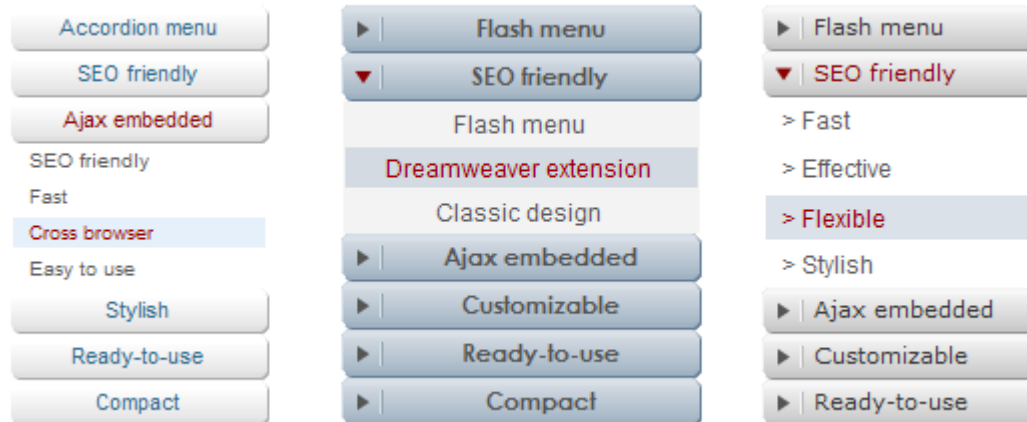 Accordion menu
SEO friendly
Ajax embedded
SEO friendly
Fast
Cross browser
Easy to use
Stylish
Ready-to-use
Compact
Flash menu
SEO friendly
Flash menu
Dreamweaver extension
Classic design
Ajax embedded
Customizable
Ready-to-use
Compact
Flash menu
SEO friendly
> Fast
> Effective
> Flexible
> Stylish
Ajax embedded
Customizable
Ready-to-use